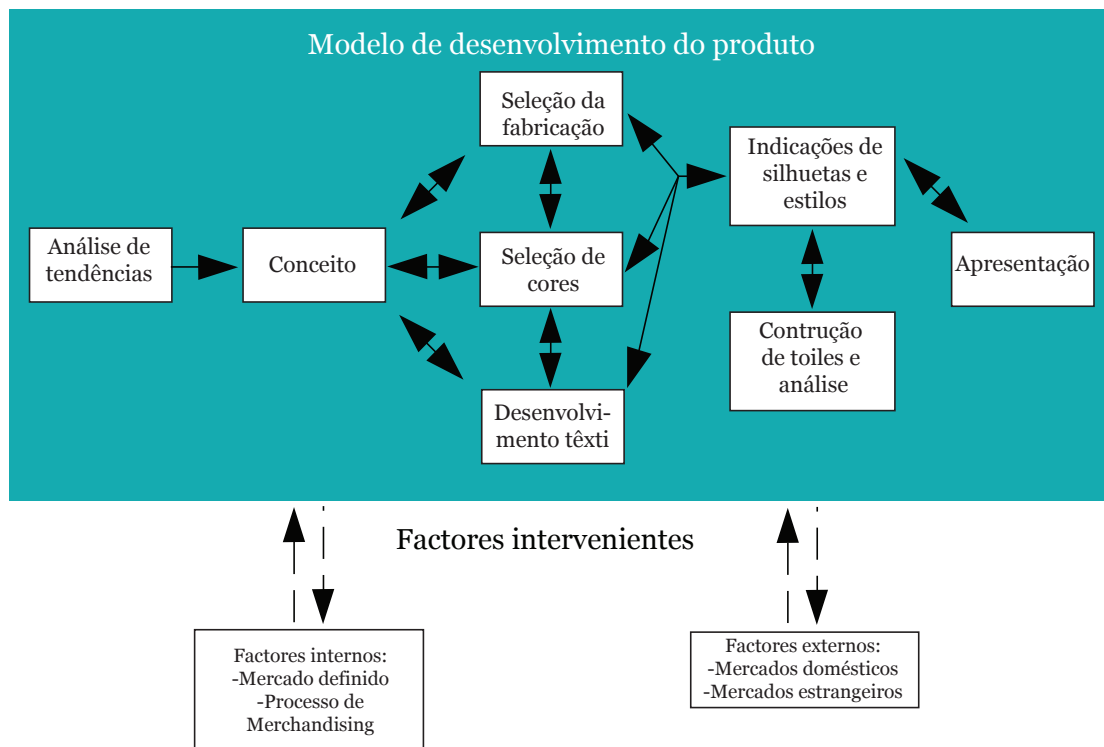 Modelo de desenvolvimento do produto
Seleção da
fabricação
Indicações de
silhuetas e
estilos
Análise de
tendências
Conceito
Seleção de
cores
Apresentação
Contrução
de toiles e
análise
Desenvolvi-
mento têxti
Factores intervenientes
Factores internos:
-Mercado definido
-Processo de
Merchandising
Factores externos:
-Mercados domésticos
-Mercados estrangeiros